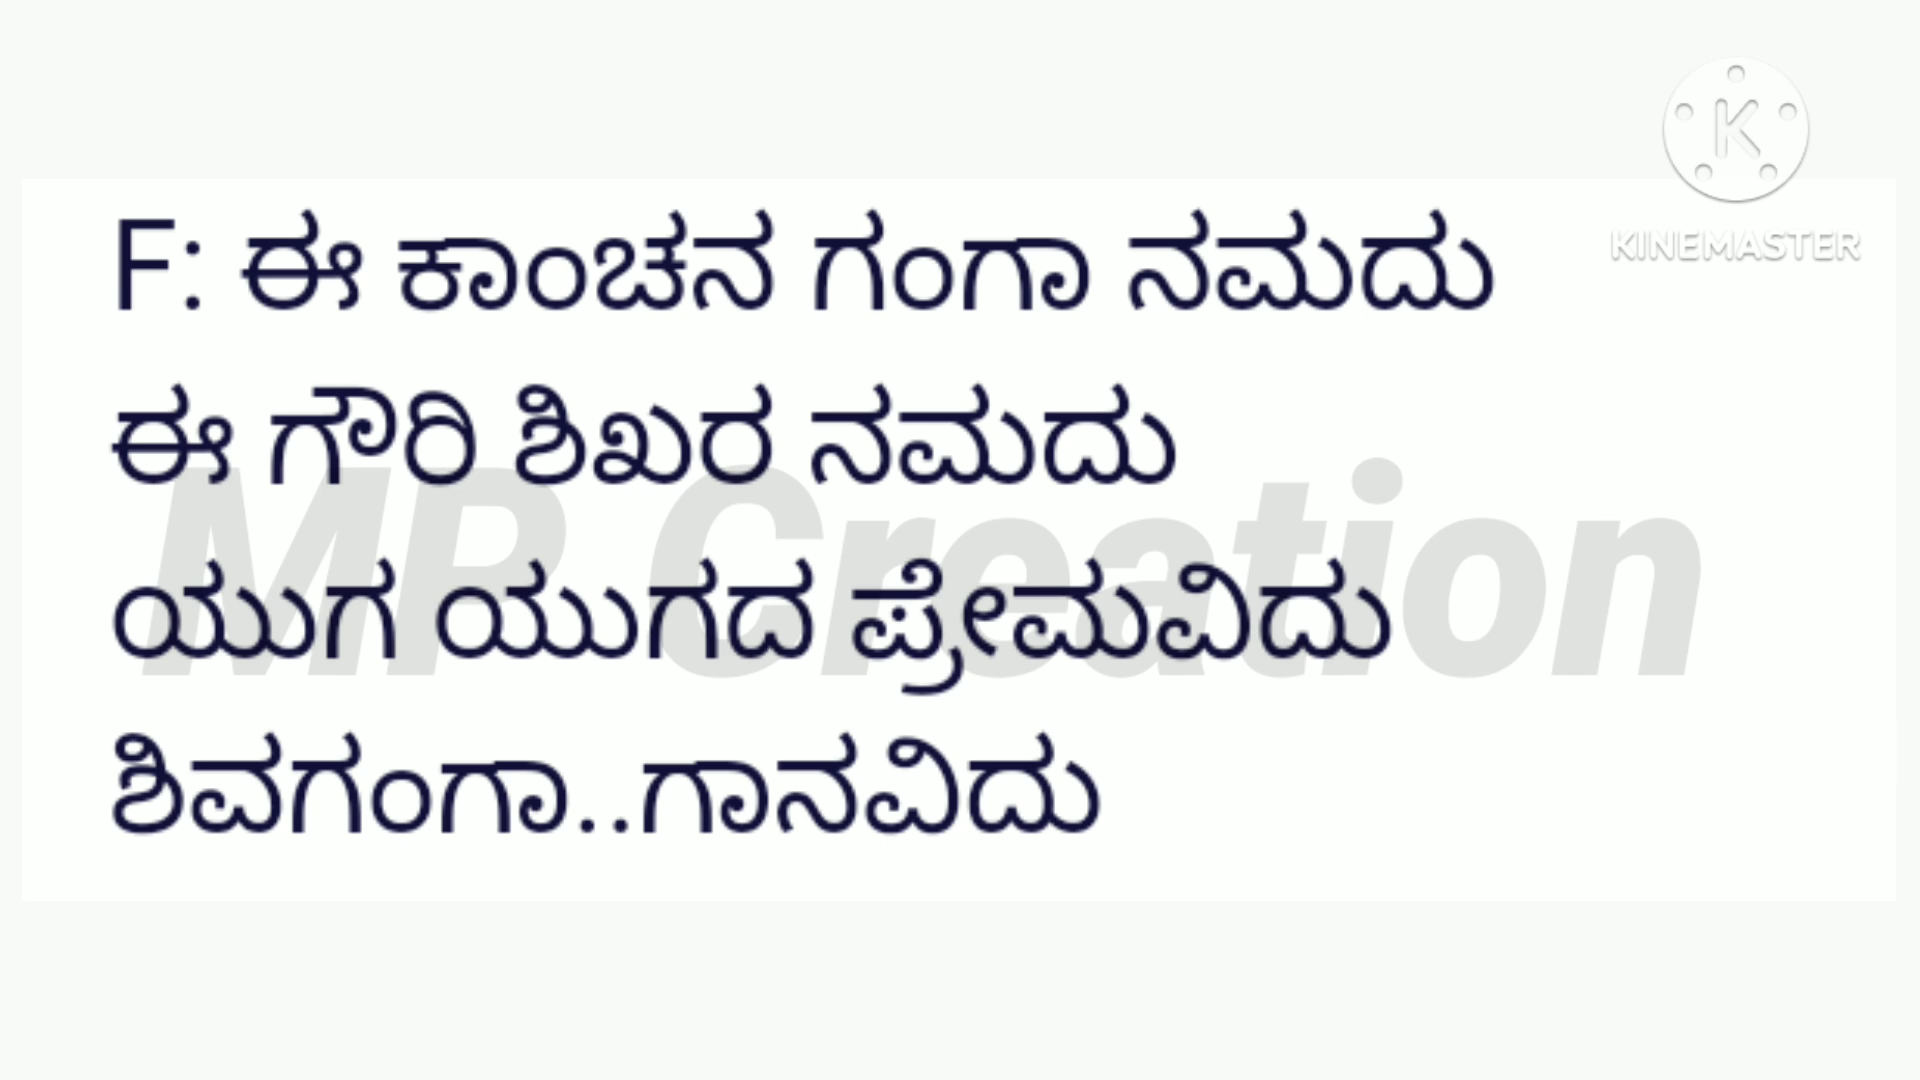 F: ಈ ಕಾಂಚನ ಗಂಗಾ ನಮದು
K
KINEMASTER
ಈ ಗೌರಿ ಶಿಖರ ನಮದು
MP Creation
ಯುಗ ಯುಗದ ಪ್ರೇಮವಿದು
ಶಿವಗಂಗಾ..ಗಾನವಿದು